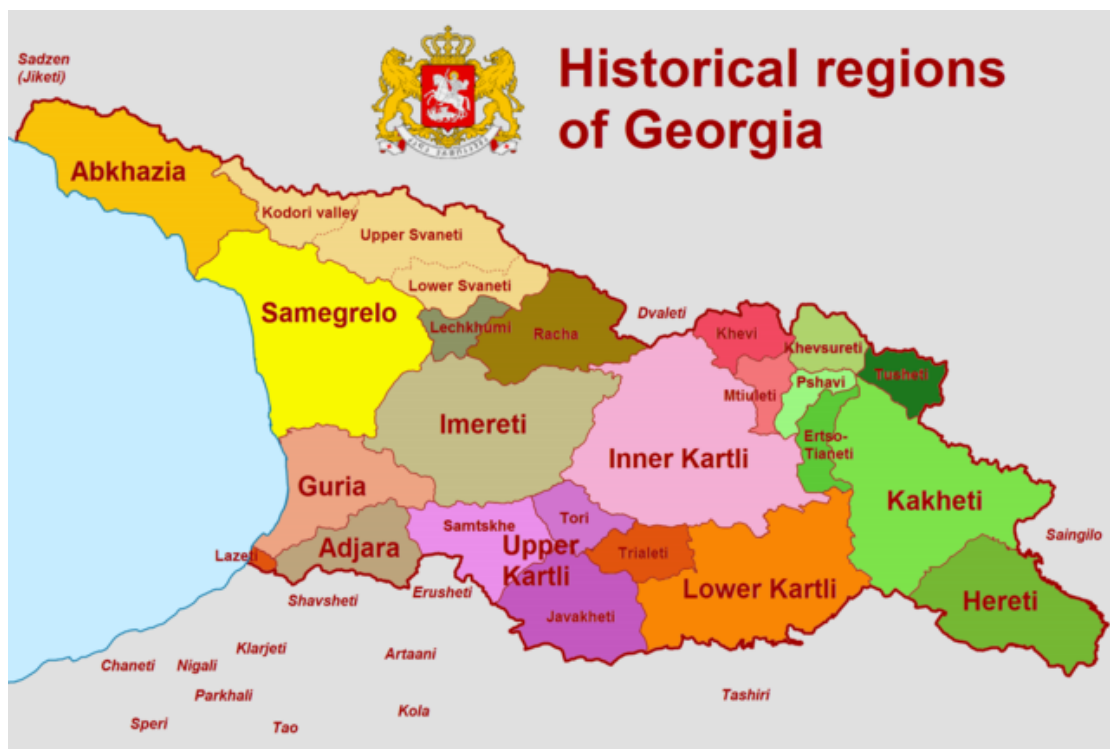 Sadzen
(Jiketi)
Historical regions
of Georgia
Abkhazia
Kodori valley
Upper Svaneti
Lower Svaneti
Samegrelo
Lechkhumi
Racha
Dvaleti
Khevi
Khevsureti
Tusheti
Pshavi
Mtiuleti
Imereti
Inner Kartli
Ertso-
Tianeti
Guria
Kakheti
Samtskhe
Tori
Saingilo
Lazeti
Adjara
Upper
Kartli
Trialeti
Lower Kartli
Hereti
Shavsheti
Erusheti
Javakheti
Klarjeti
Artaani
Chaneti
Nigali
Parkhali
Tashiri
Kola
Speri
Tao